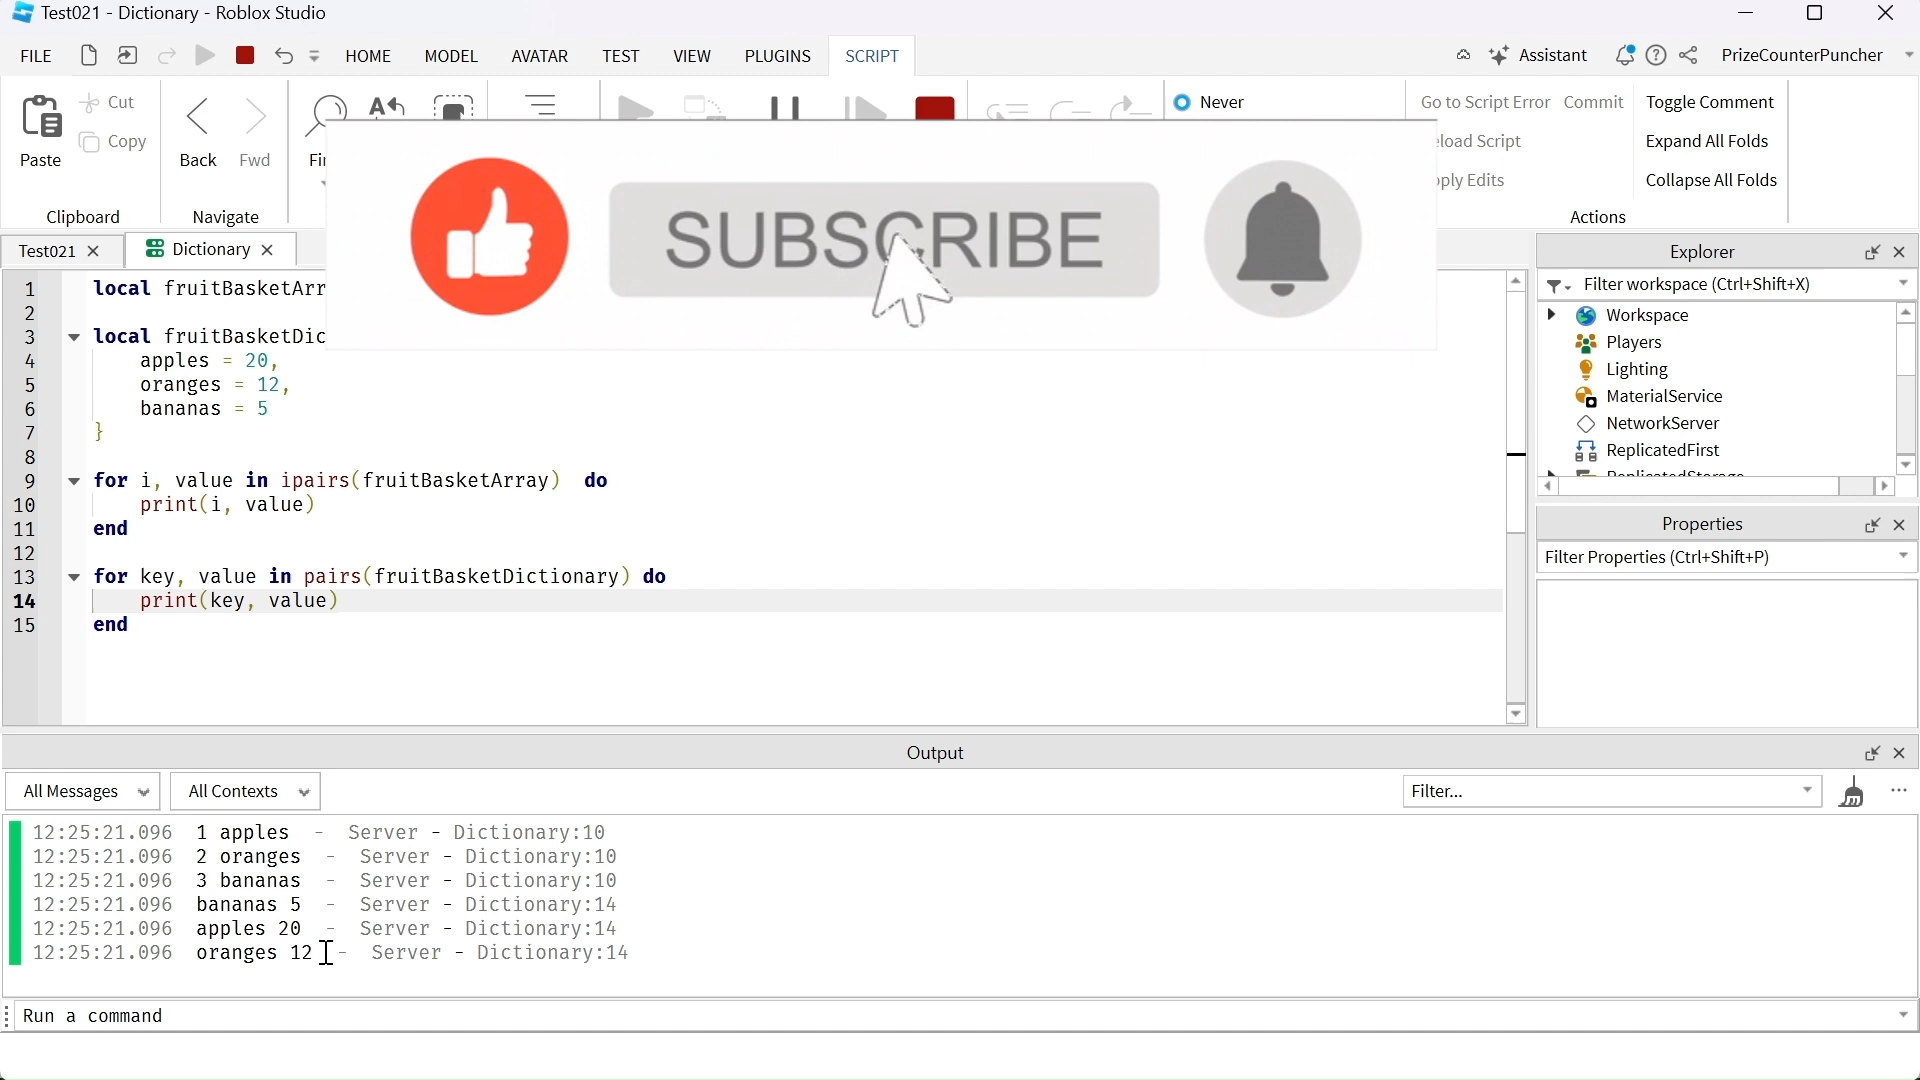 Test021 - Dictionary - Roblox Studio
FILE HOME MODEL AVATAR TEST VIEW PLUGINS SCRIPT Assistant PrizeCounterPuncher
Paste Cut Copy Back Fwd
Clipboard Navigate
Never
Go to Script Error Commit Toggle Comment
Script Expand All Folds
Edits Collapse All Folds
Actions
SUBSCRIBE
Test021 Dictionary
1 local fruitBasketArr
2
3 local fruitBasketDic
4 apples = 20,
5 oranges = 12,
6 bananas = 5
7 }
8
9 for i, value in ipairs(fruitBasketArray) do
10 print(i, value)
11 end
12
13 for key, value in pairs(fruitBasketDictionary) do
14 print(key, value)
15 end
Explorer
Filter workspace (Ctrl+Shift+X)
Workspace
Players
Lighting
MaterialService
NetworkServer
ReplicatedFirst
Properties
Filter Properties (Ctrl+Shift+P)
Output
All Messages All Contexts Filter...
12:25:21.096 1 apples - Server - Dictionary:10
12:25:21.096 2 oranges - Server - Dictionary:10
12:25:21.096 3 bananas - Server - Dictionary:10
12:25:21.096 bananas 5 - Server - Dictionary:14
12:25:21.096 apples 20 - Server - Dictionary:14
12:25:21.096 oranges 12 - Server - Dictionary:14
Run a command